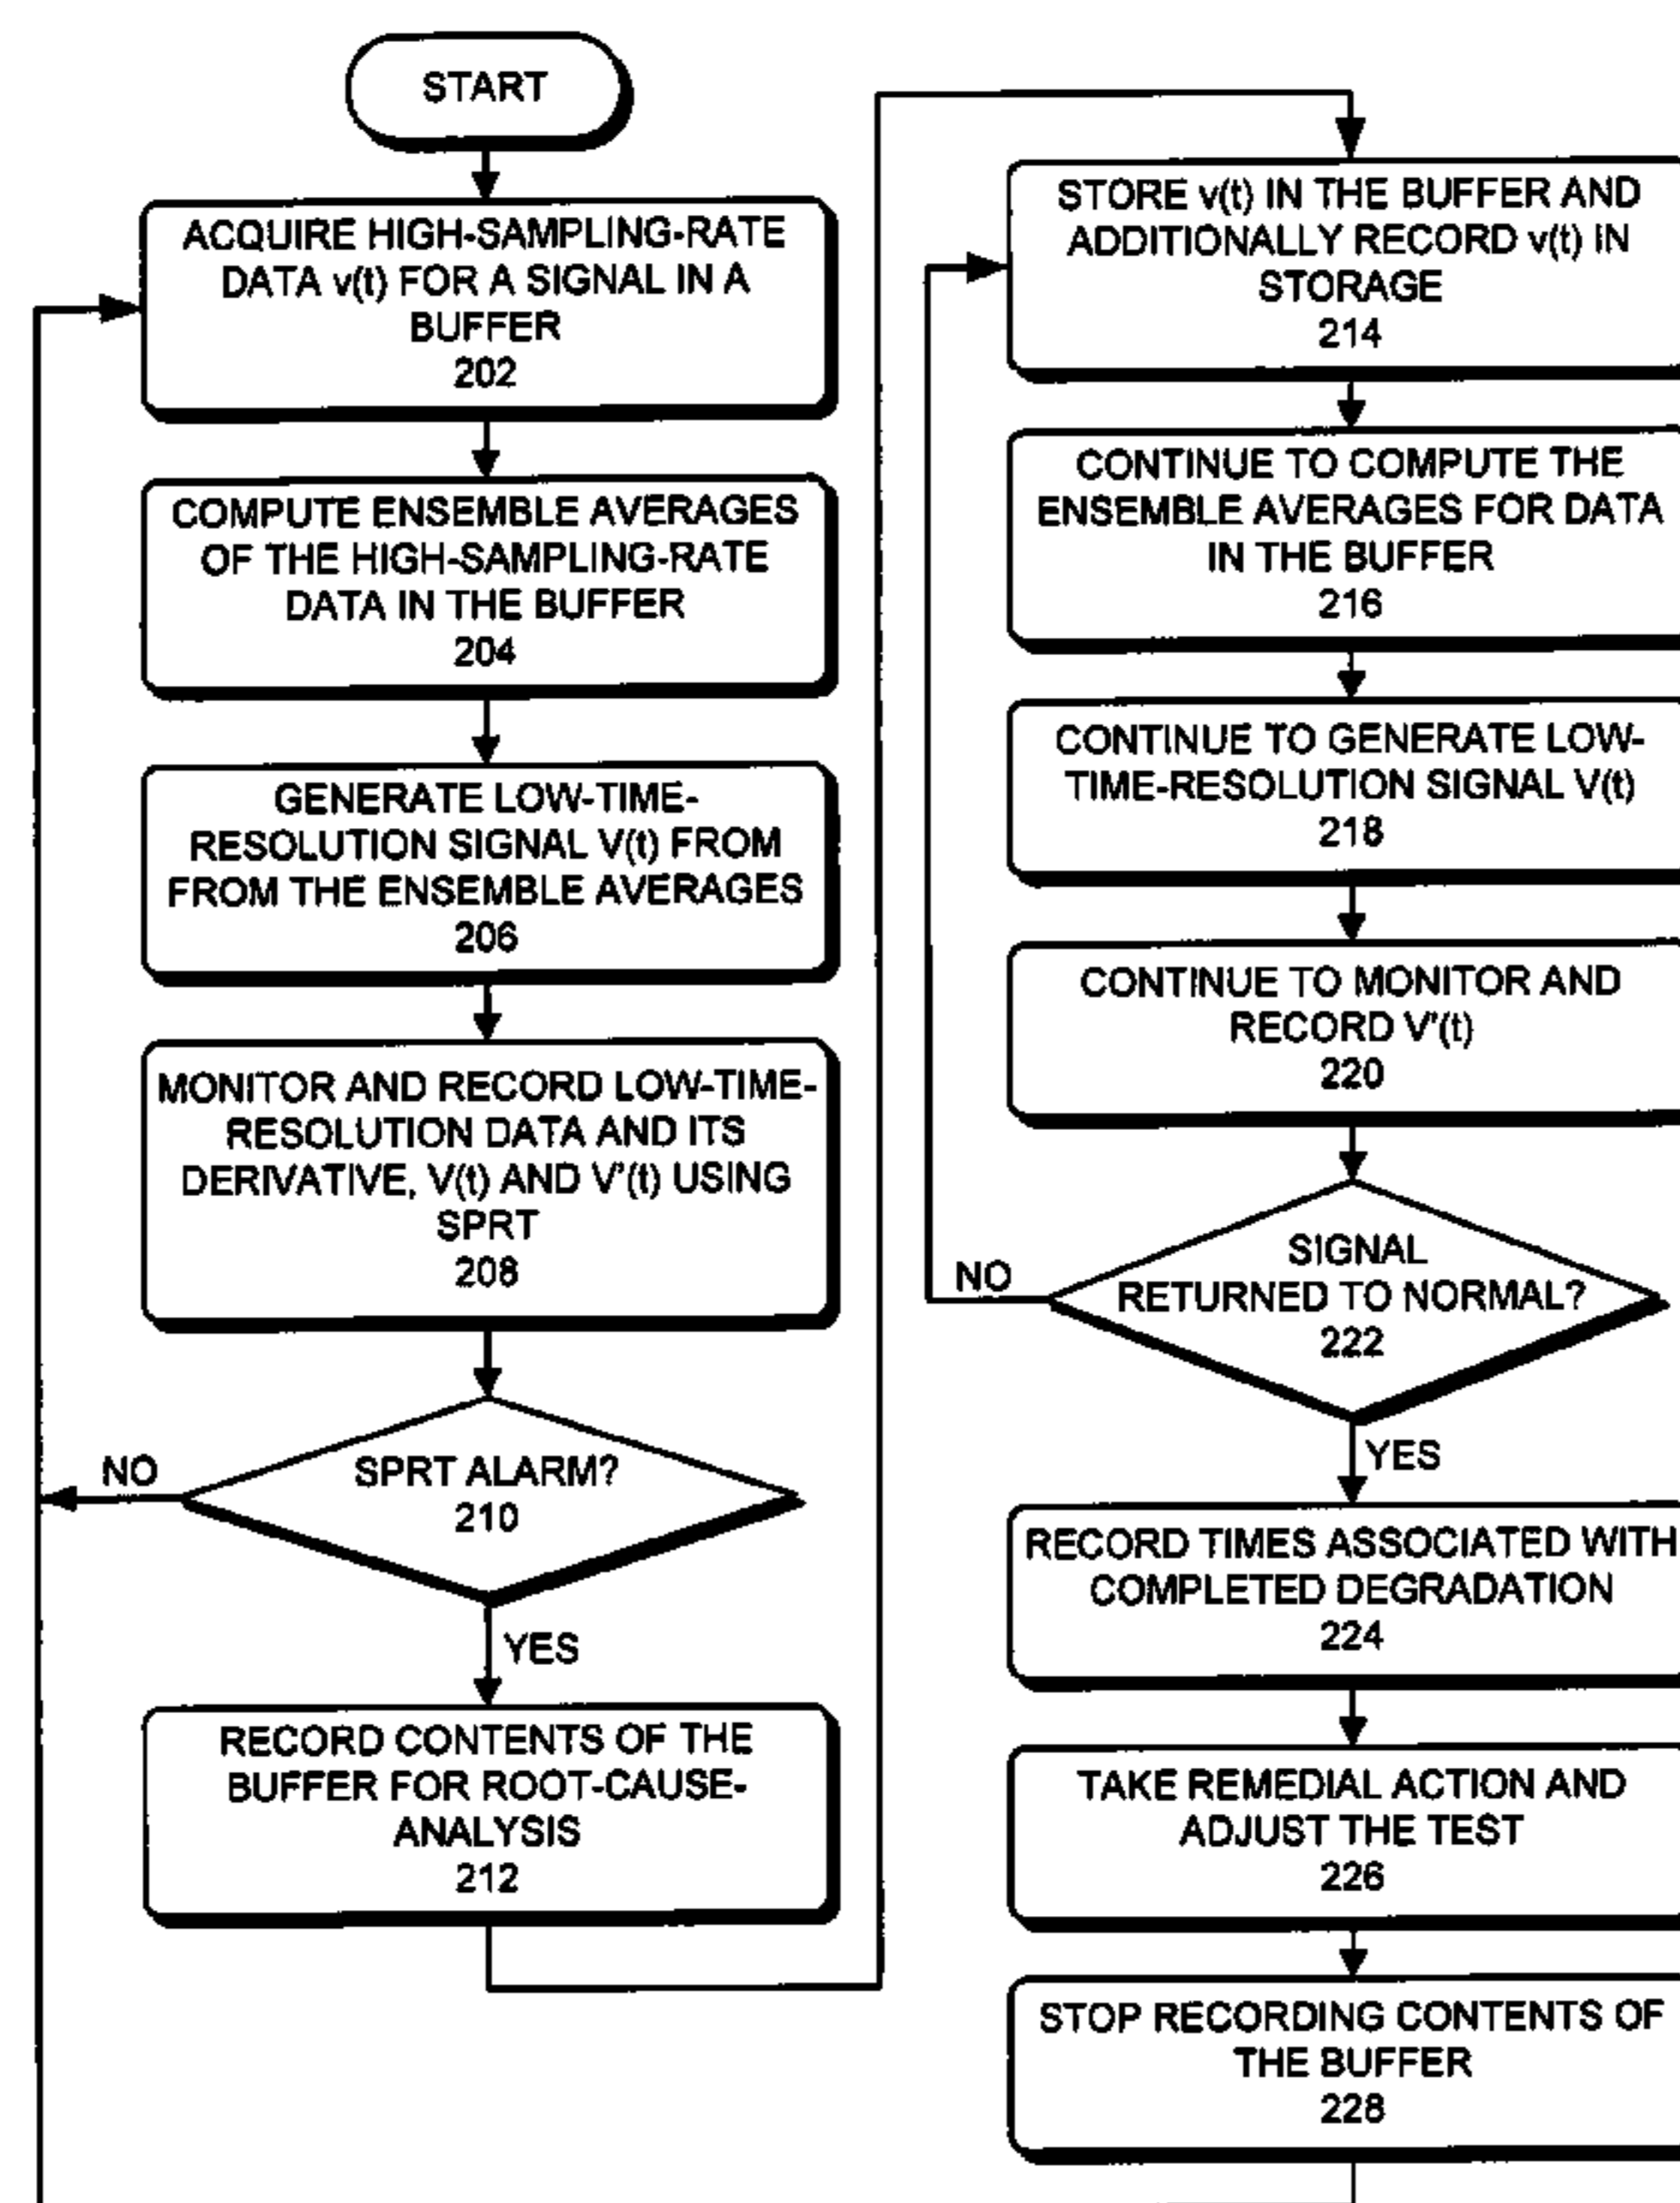 START
ACQUIRE HIGH-SAMPLING-RATE
DATA v(t) FOR A SIGNAL IN A
BUFFER
202
COMPUTE ENSEMBLE AVERAGES
OF THE HIGH-SAMPLING-RATE
DATA IN THE BUFFER
204
GENERATE LOW-TIME-
RESOLUTION SIGNAL V(t) FROM
FROM THE ENSEMBLE AVERAGES
206
MONITOR AND RECORD LOW-TIME-
RESOLUTION DATA AND ITS
DERIVATIVE, V(t) AND V'(t) USING
SPRT
208
NO
SPRT ALARM?
210
YES
RECORD CONTENTS OF THE
BUFFER FOR ROOT-CAUSE-
ANALYSIS
212
STORE v(t) IN THE BUFFER AND
ADDITIONALLY RECORD v(t) IN
STORAGE
214
CONTINUE TO COMPUTE THE
ENSEMBLE AVERAGES FOR DATA
IN THE BUFFER
216
CONTINUE TO GENERATE LOW-
TIME-RESOLUTION SIGNAL V(t)
218
CONTINUE TO MONITOR AND
RECORD V'(t)
220
NO
SIGNAL
RETURNED TO NORMAL?
222
YES
RECORD TIMES ASSOCIATED WITH
COMPLETED DEGRADATION
224
TAKE REMEDIAL ACTION AND
ADJUST THE TEST
226
STOP RECORDING CONTENTS OF
THE BUFFER
228